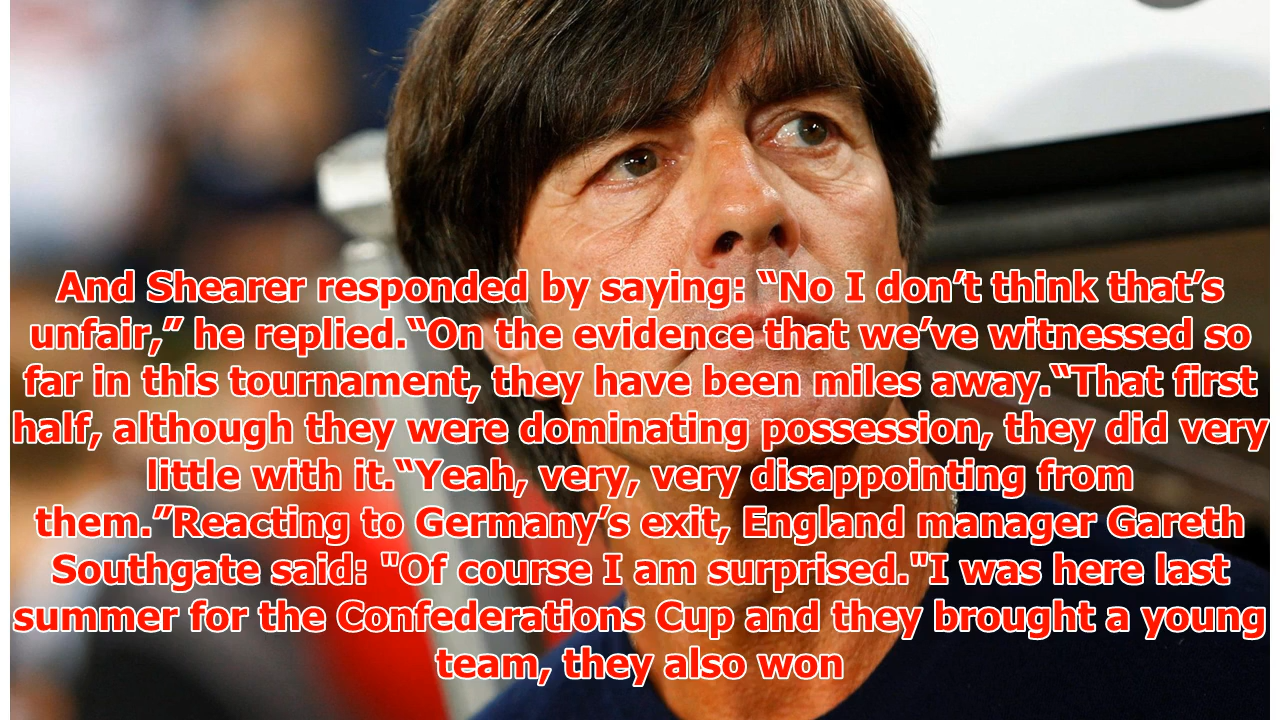 And Shearer responded by saying: “No I don’t think that’s
unfair,” he replied.“On the evidence that we’ve witnessed so
far in this tournament, they have been miles away.“That first
half, although they were dominating possession, they did very
little with it.“Yeah, very, very disappointing from
them.”Reacting to Germany’s exit, England manager Gareth
Southgate said: "Of course I am surprised."I was here last
summer for the Confederations Cup and they brought a young
team, they also won